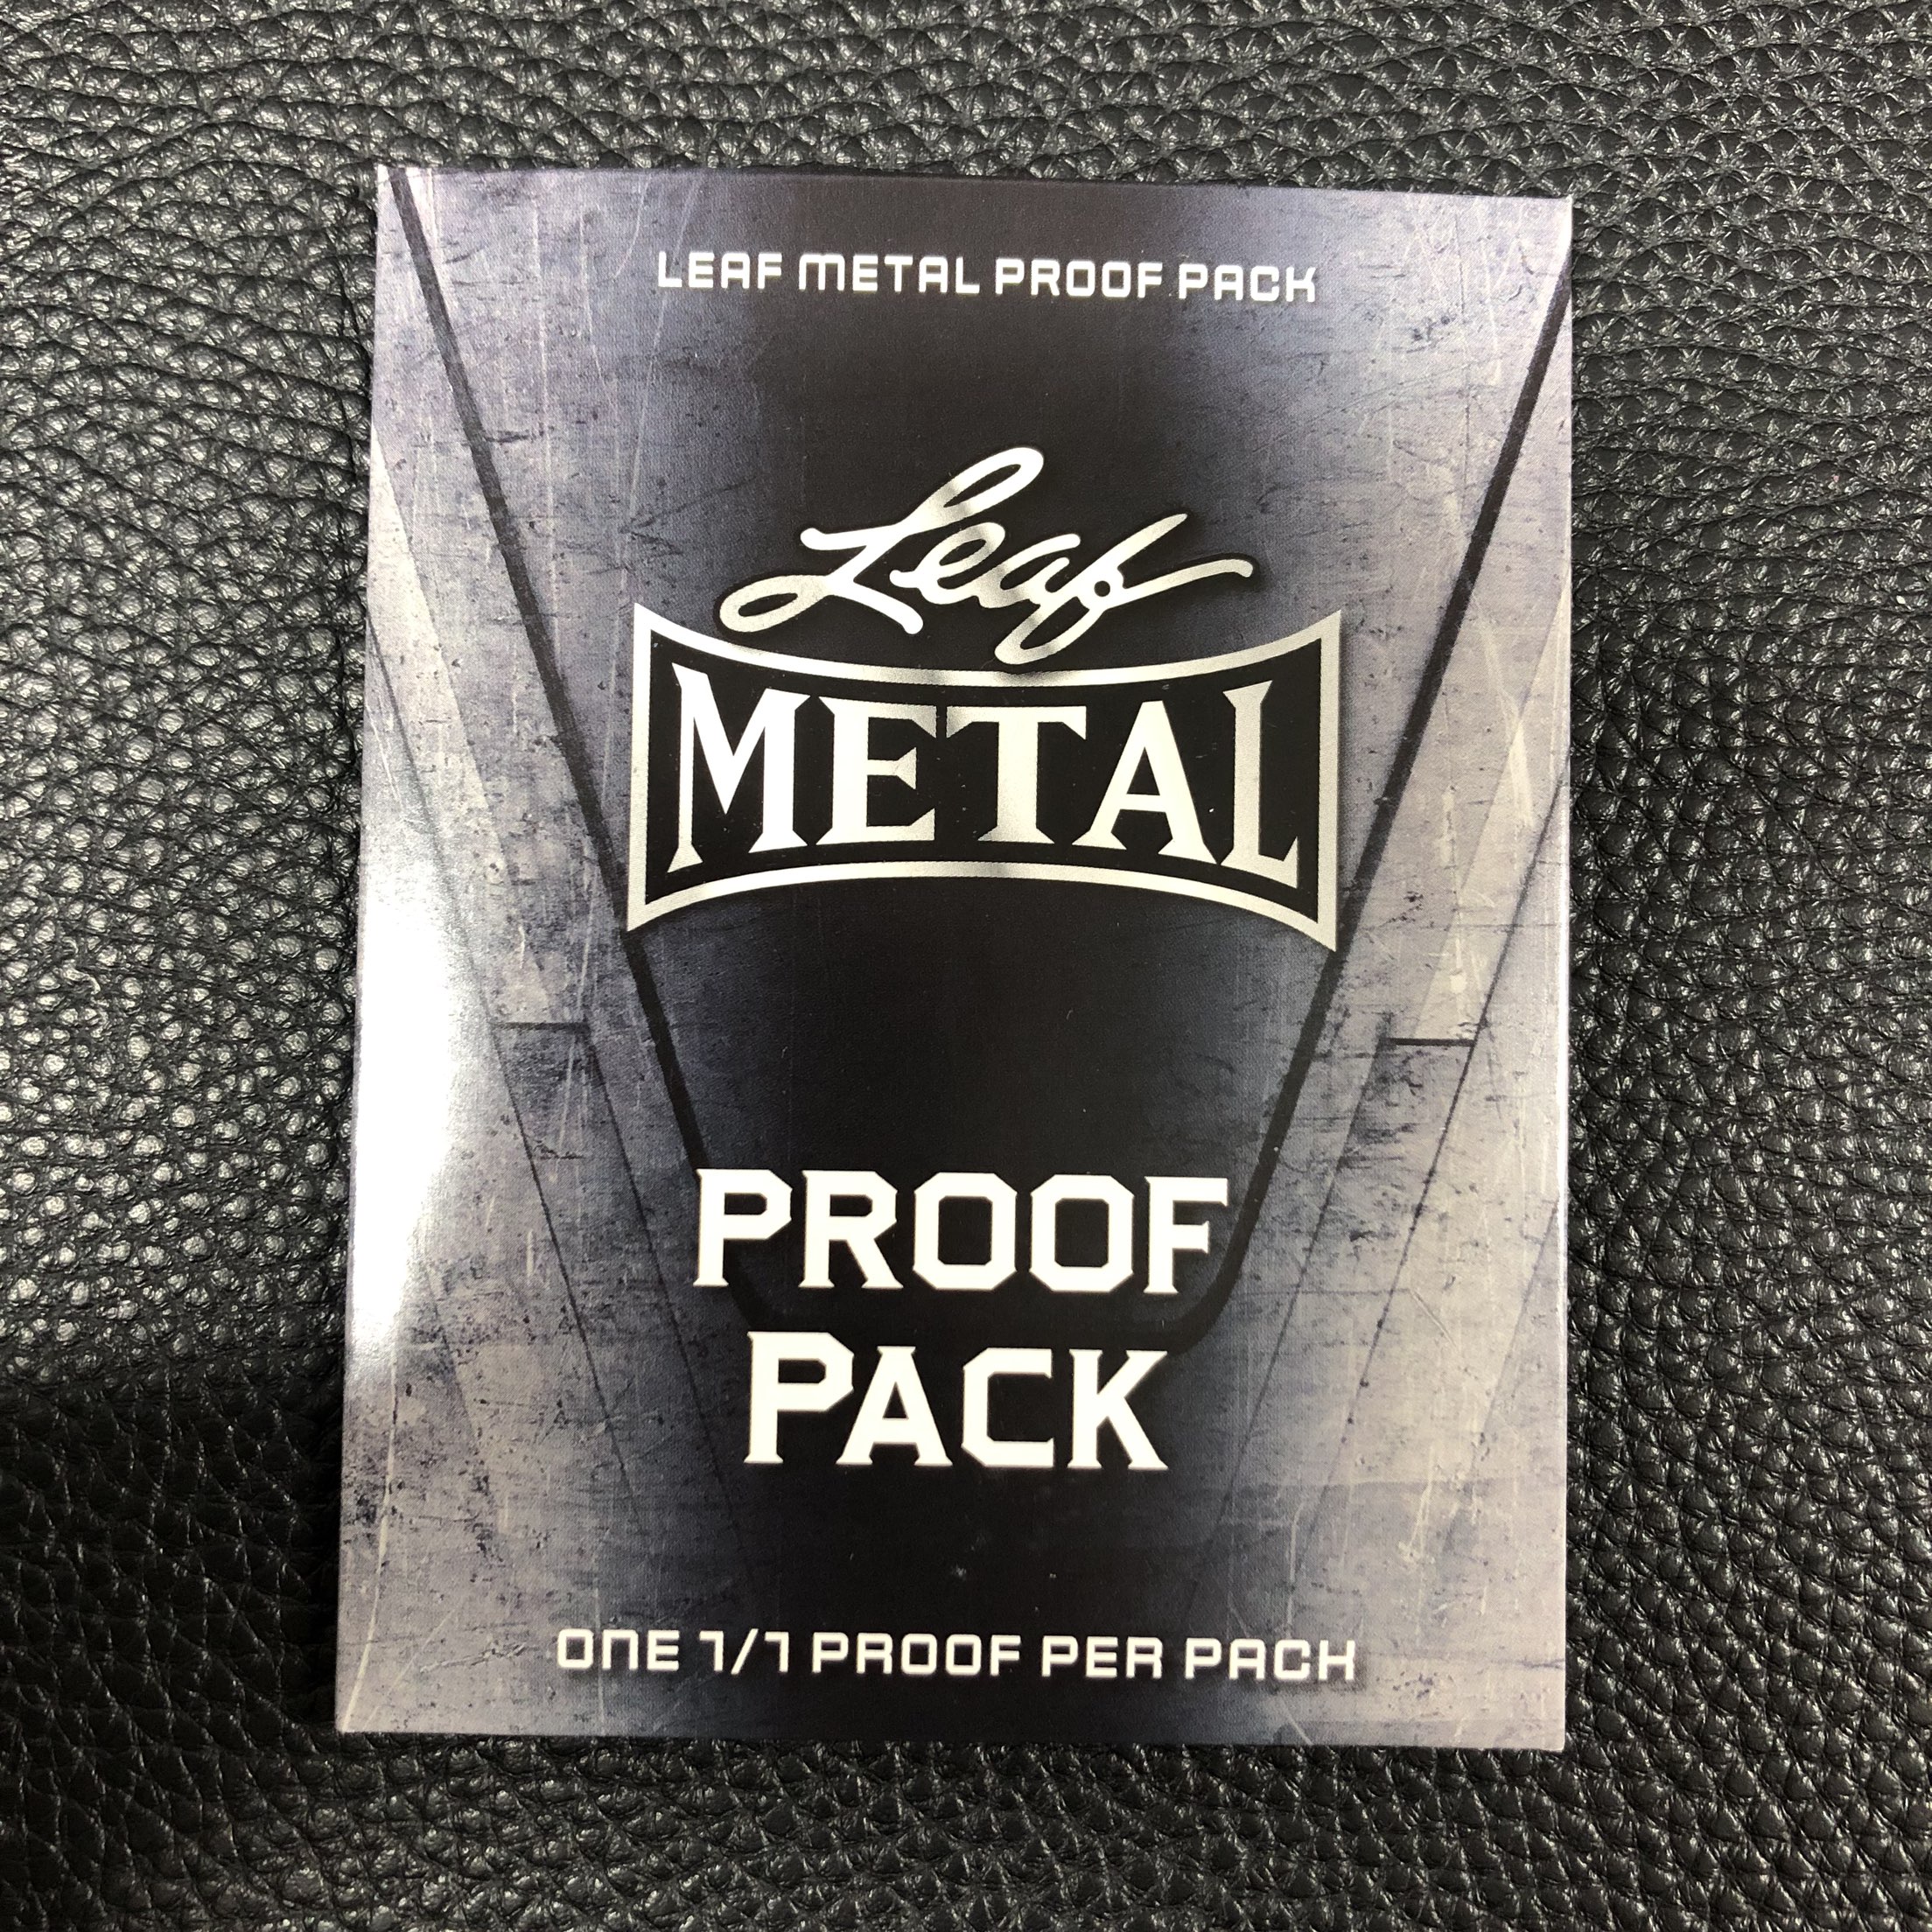 LEAF METAL PROOF PACK
Leaf
METAL
PROOF
PACK
ONE 1/1 PROOF PER PACK